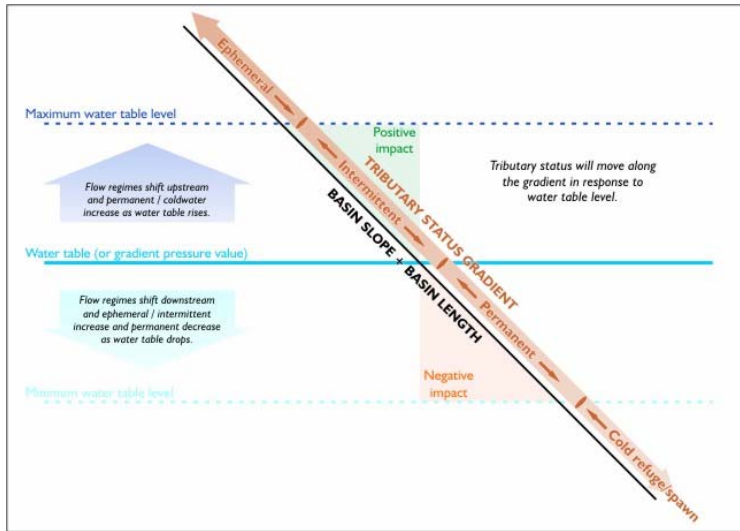 Ephemeral
Maximum water table level
Positive
impact
Flow regimes shift upstream
and permanent / coldwater
increase as water table rises.
Intermittent
TRIBUTARY STATUS GRADIENT
BASIN SLOPE + BASIN LENGTH
Tributary status will move along
the gradient in response to
water table level.
Water table (or gradient pressure value)
Flow regimes shift downstream
and ephemeral / intermittent
increase and permanent decrease
as water table drops.
Permanent
Negative
impact
Minimum water table level
Cold refuge/spawn